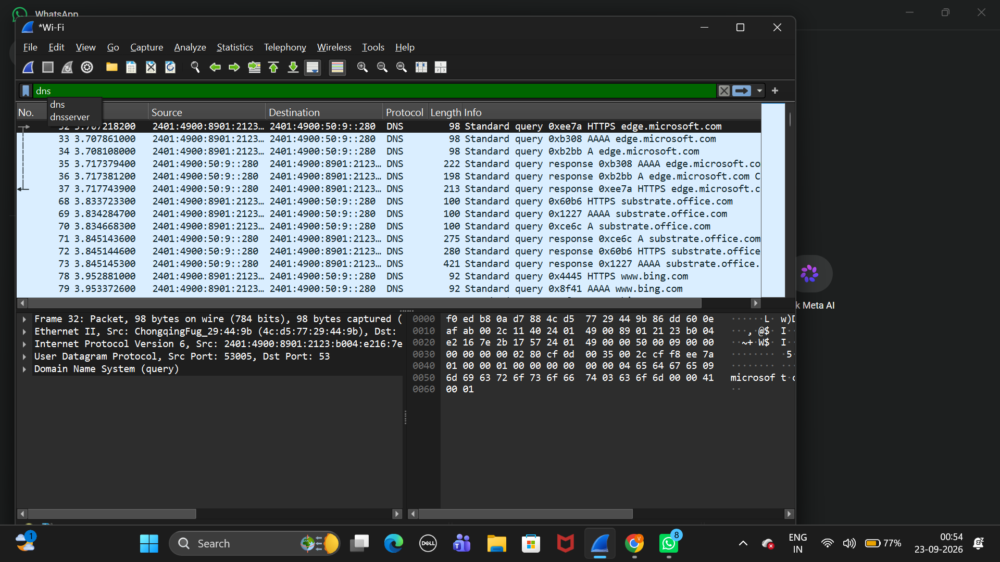 WhatsApp
*Wi-Fi
File Edit View Go Capture Analyze Statistics Telephony Wireless Tools Help
dns
dns
dnsserver
No. Source Destination Protocol Length Info
32 3.707218200 2401:4900:8901:2123… 2401:4900:50:9::280 DNS 98 Standard query 0xee7a HTTPS edge.microsoft.com
33 3.707861000 2401:4900:8901:2123… 2401:4900:50:9::280 DNS 98 Standard query 0xb308 AAAA edge.microsoft.com
34 3.708108000 2401:4900:8901:2123… 2401:4900:50:9::280 DNS 98 Standard query 0xb2bb A edge.microsoft.com
35 3.717379400 2401:4900:50:9::280 2401:4900:8901:2123… DNS 222 Standard query response 0xb308 AAAA edge.microsoft.co
36 3.717381200 2401:4900:50:9::280 2401:4900:8901:2123… DNS 198 Standard query response 0xb2bb A edge.microsoft.com C
37 3.717743900 2401:4900:50:9::280 2401:4900:8901:2123… DNS 213 Standard query response 0xee7a HTTPS edge.microsoft.c
68 3.833723300 2401:4900:8901:2123… 2401:4900:50:9::280 DNS 100 Standard query 0x60b6 HTTPS substrate.office.com
69 3.834284700 2401:4900:8901:2123… 2401:4900:50:9::280 DNS 100 Standard query 0x1227 AAAA substrate.office.com
70 3.834668300 2401:4900:8901:2123… 2401:4900:50:9::280 DNS 100 Standard query 0xce6c A substrate.office.com
71 3.845143600 2401:4900:50:9::280 2401:4900:8901:2123… DNS 275 Standard query response 0xce6c A substrate.office.com
72 3.845144600 2401:4900:50:9::280 2401:4900:8901:2123… DNS 280 Standard query response 0x60b6 HTTPS substrate.office
73 3.845145300 2401:4900:50:9::280 2401:4900:8901:2123… DNS 421 Standard query response 0x1227 AAAA substrate.office.
78 3.952881000 2401:4900:8901:2123… 2401:4900:50:9::280 DNS 92 Standard query 0x4445 HTTPS www.bing.com
79 3.953372600 2401:4900:8901:2123… 2401:4900:50:9::280 DNS 92 Standard query 0x8f41 AAAA www.bing.com
k Meta AI
Frame 32: Packet, 98 bytes on wire (784 bits), 98 bytes captured (
Ethernet II, Src: ChongqingFug_29:44:9b (4c:d5:77:29:44:9b), Dst:
Internet Protocol Version 6, Src: 2401:4900:8901:2123:b004:e216:7e
User Datagram Protocol, Src Port: 53005, Dst Port: 53
Domain Name System (query)
0000 f0 ed b8 0a d7 88 4c d5 77 29 44 9b 86 dd 60 0e ······L· w)D
0010 af ab 00 2c 11 40 24 01 49 00 89 01 21 23 b0 04 ···,·@$· I··
0020 e2 16 7e 2b 17 57 24 01 49 00 00 50 00 09 00 00 ··~+·W$· I··
0030 00 00 00 00 02 80 cf 0d 00 35 00 2c cf f8 ee 7a ········ ·5·
0040 01 00 00 01 00 00 00 00 00 00 04 65 64 67 65 09 ········ ···
0050 6d 69 63 72 6f 73 6f 66 74 03 63 6f 6d 00 00 41 microsof t·c
0060 00 01 ··
1
Search
DELL
T
V
8
ENG
IN
77%
00:54
23-09-2026